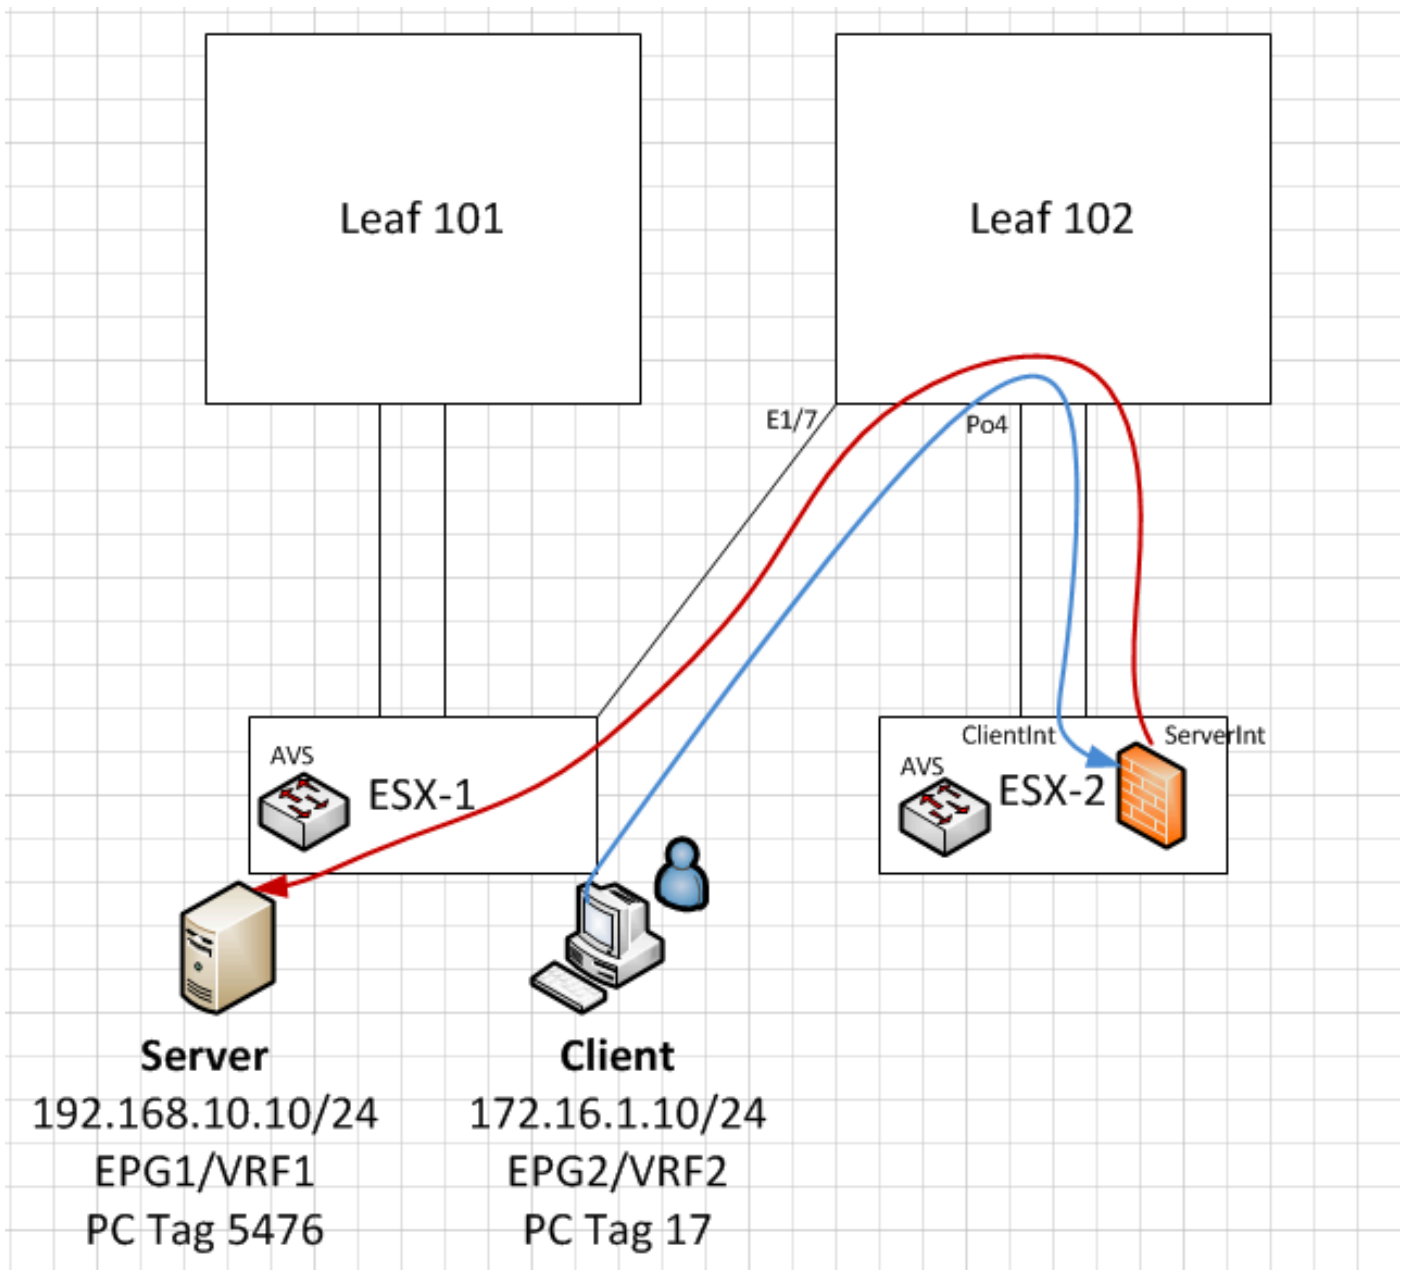 Leaf 101
Leaf 102
E1/7
Po4
AVS
ESX-1
ClientInt
ServerInt
AVS
ESX-2
Server
192.168.10.10/24
EPG1/VRF1
PC Tag 5476
Client
172.16.1.10/24
EPG2/VRF2
PC Tag 17